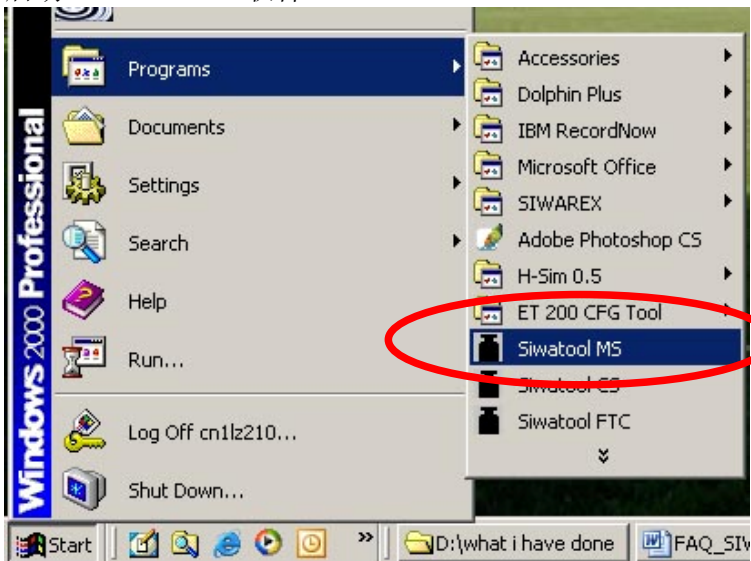 Programs
Documents
Settings
Search
Help
Run...
Log Off cn1lz210...
Shut Down...
Windows 2000 Professional
Accessories
Dolphin Plus
IBM RecordNow
Microsoft Office
SIWAREX
Adobe Photoshop CS
H-Sim 0.5
ET 200 CFG Tool
Siwatool MS
Siwatool CS
Siwatool FTC
Start
D:\what i have done
FAQ_SIW